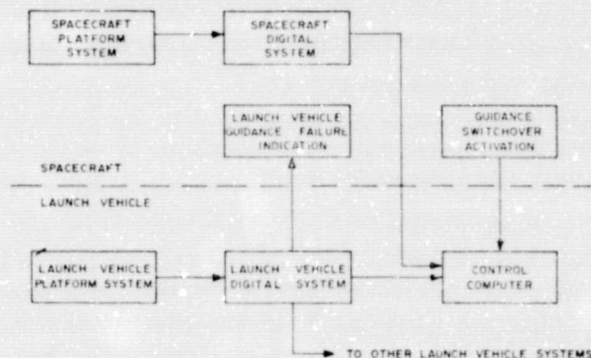 SPACECRAFT
PLATFORM
SYSTEM
SPACECRAFT
DIGITAL
SYSTEM
LAUNCH VEHICLE
GUIDANCE FAILURE
INDICATION
GUIDANCE
SWITCHOVER
ACTIVATION
SPACECRAFT
LAUNCH VEHICLE
LAUNCH VEHICLE
PLATFORM SYSTEM
LAUNCH VEHICLE
DIGITAL SYSTEM
CONTROL
COMPUTER
TO OTHER LAUNCH VEHICLE SYSTEMS